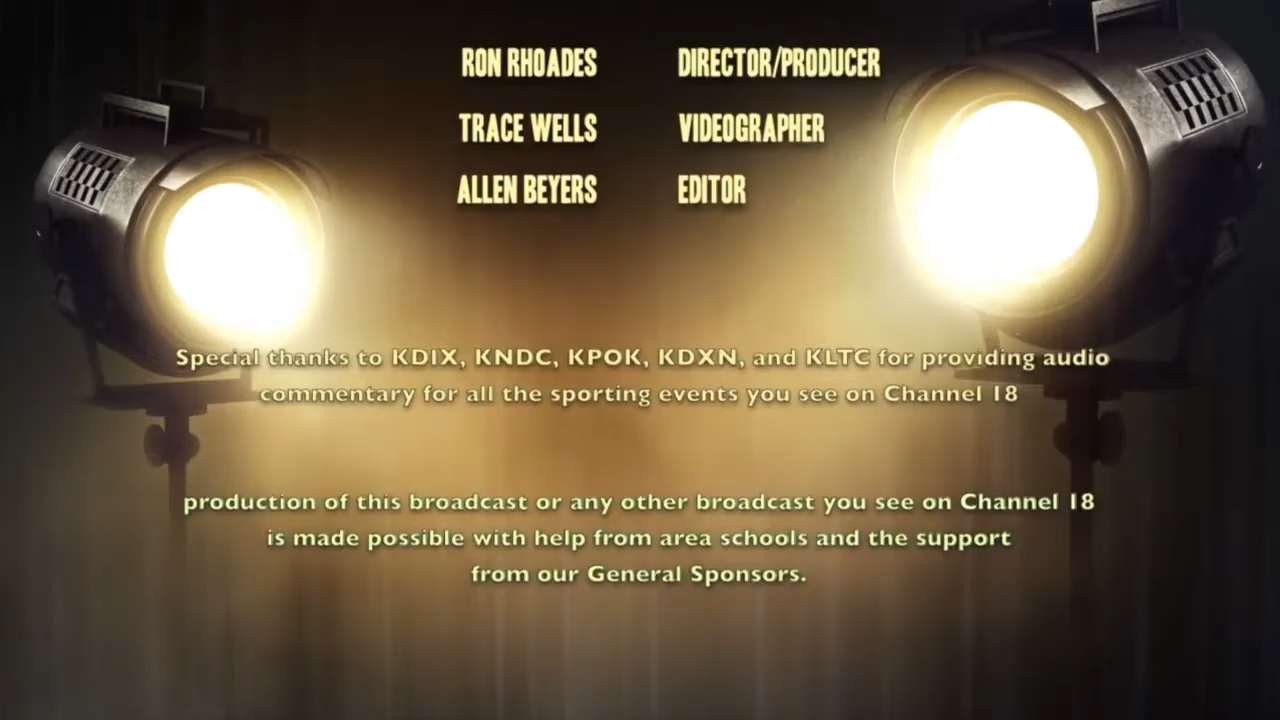 RON RHOADES DIRECTOR/PRODUCER
TRACE WELLS VIDEOGRAPHER
ALLEN BEYERS EDITOR
Special thanks to KDIX, KNDC, KPOK, KDXN, and KLTC for providing audio
commentary for all the sporting events you see on Channel 18
production of this broadcast or any other broadcast you see on Channel 18
is made possible with help from area schools and the support
from our General Sponsors.